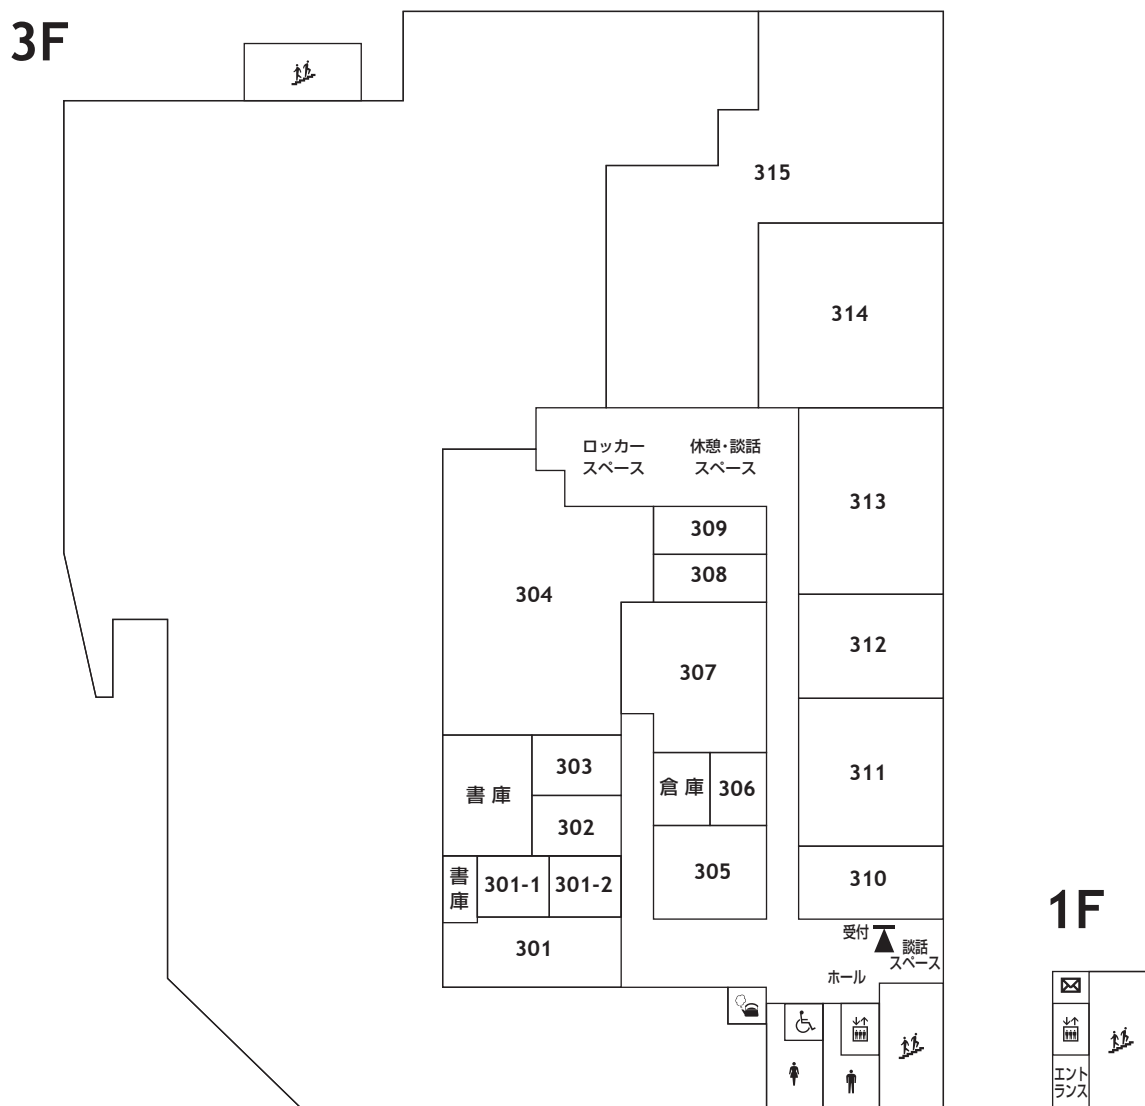 3F
315
314
ロッカー
スペース
休憩・談話
スペース
313
309
308
304
312
307
303
書庫
302
倉庫
306
311
書庫
301-1
301-2
305
310
301
受付
談話
スペース
ホール
1F
エント
ランス